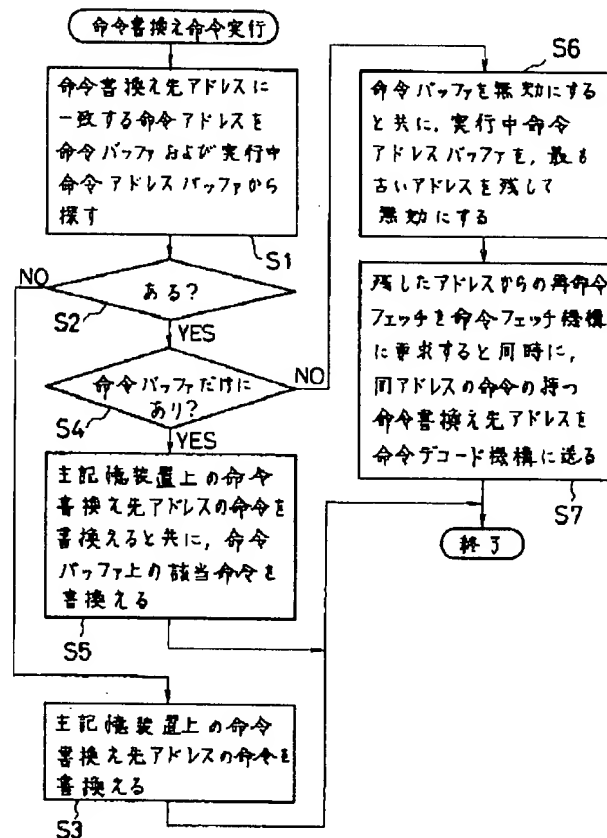 命令書換え命令実行
命令書換え先アドレスに
一致する命令アドレスを
命令バッファおよび実行中
命令アドレスバッファから
探す
S1
NO
ある?
S2
YES
命令バッファだけに
あり?
NO
S4
YES
主記憶装置上の命令
書換え先アドレスの命令を
書換えると共に,命令
バッファ上の該当命令を
書換える
S5
主記憶装置上の命令
書換え先アドレスの命令を
書換える
S3
S6
命令バッファを無効にする
と共に,実行中命令
アドレスバッファを,最も
古いアドレスを残して
無効にする
残したアドレスからの再命令
フェッチを命令フェッチ機構
に要求すると同時に,
同アドレスの命令の持つ
命令書換え先アドレスを
命令デコード機構に送る
S7
終了